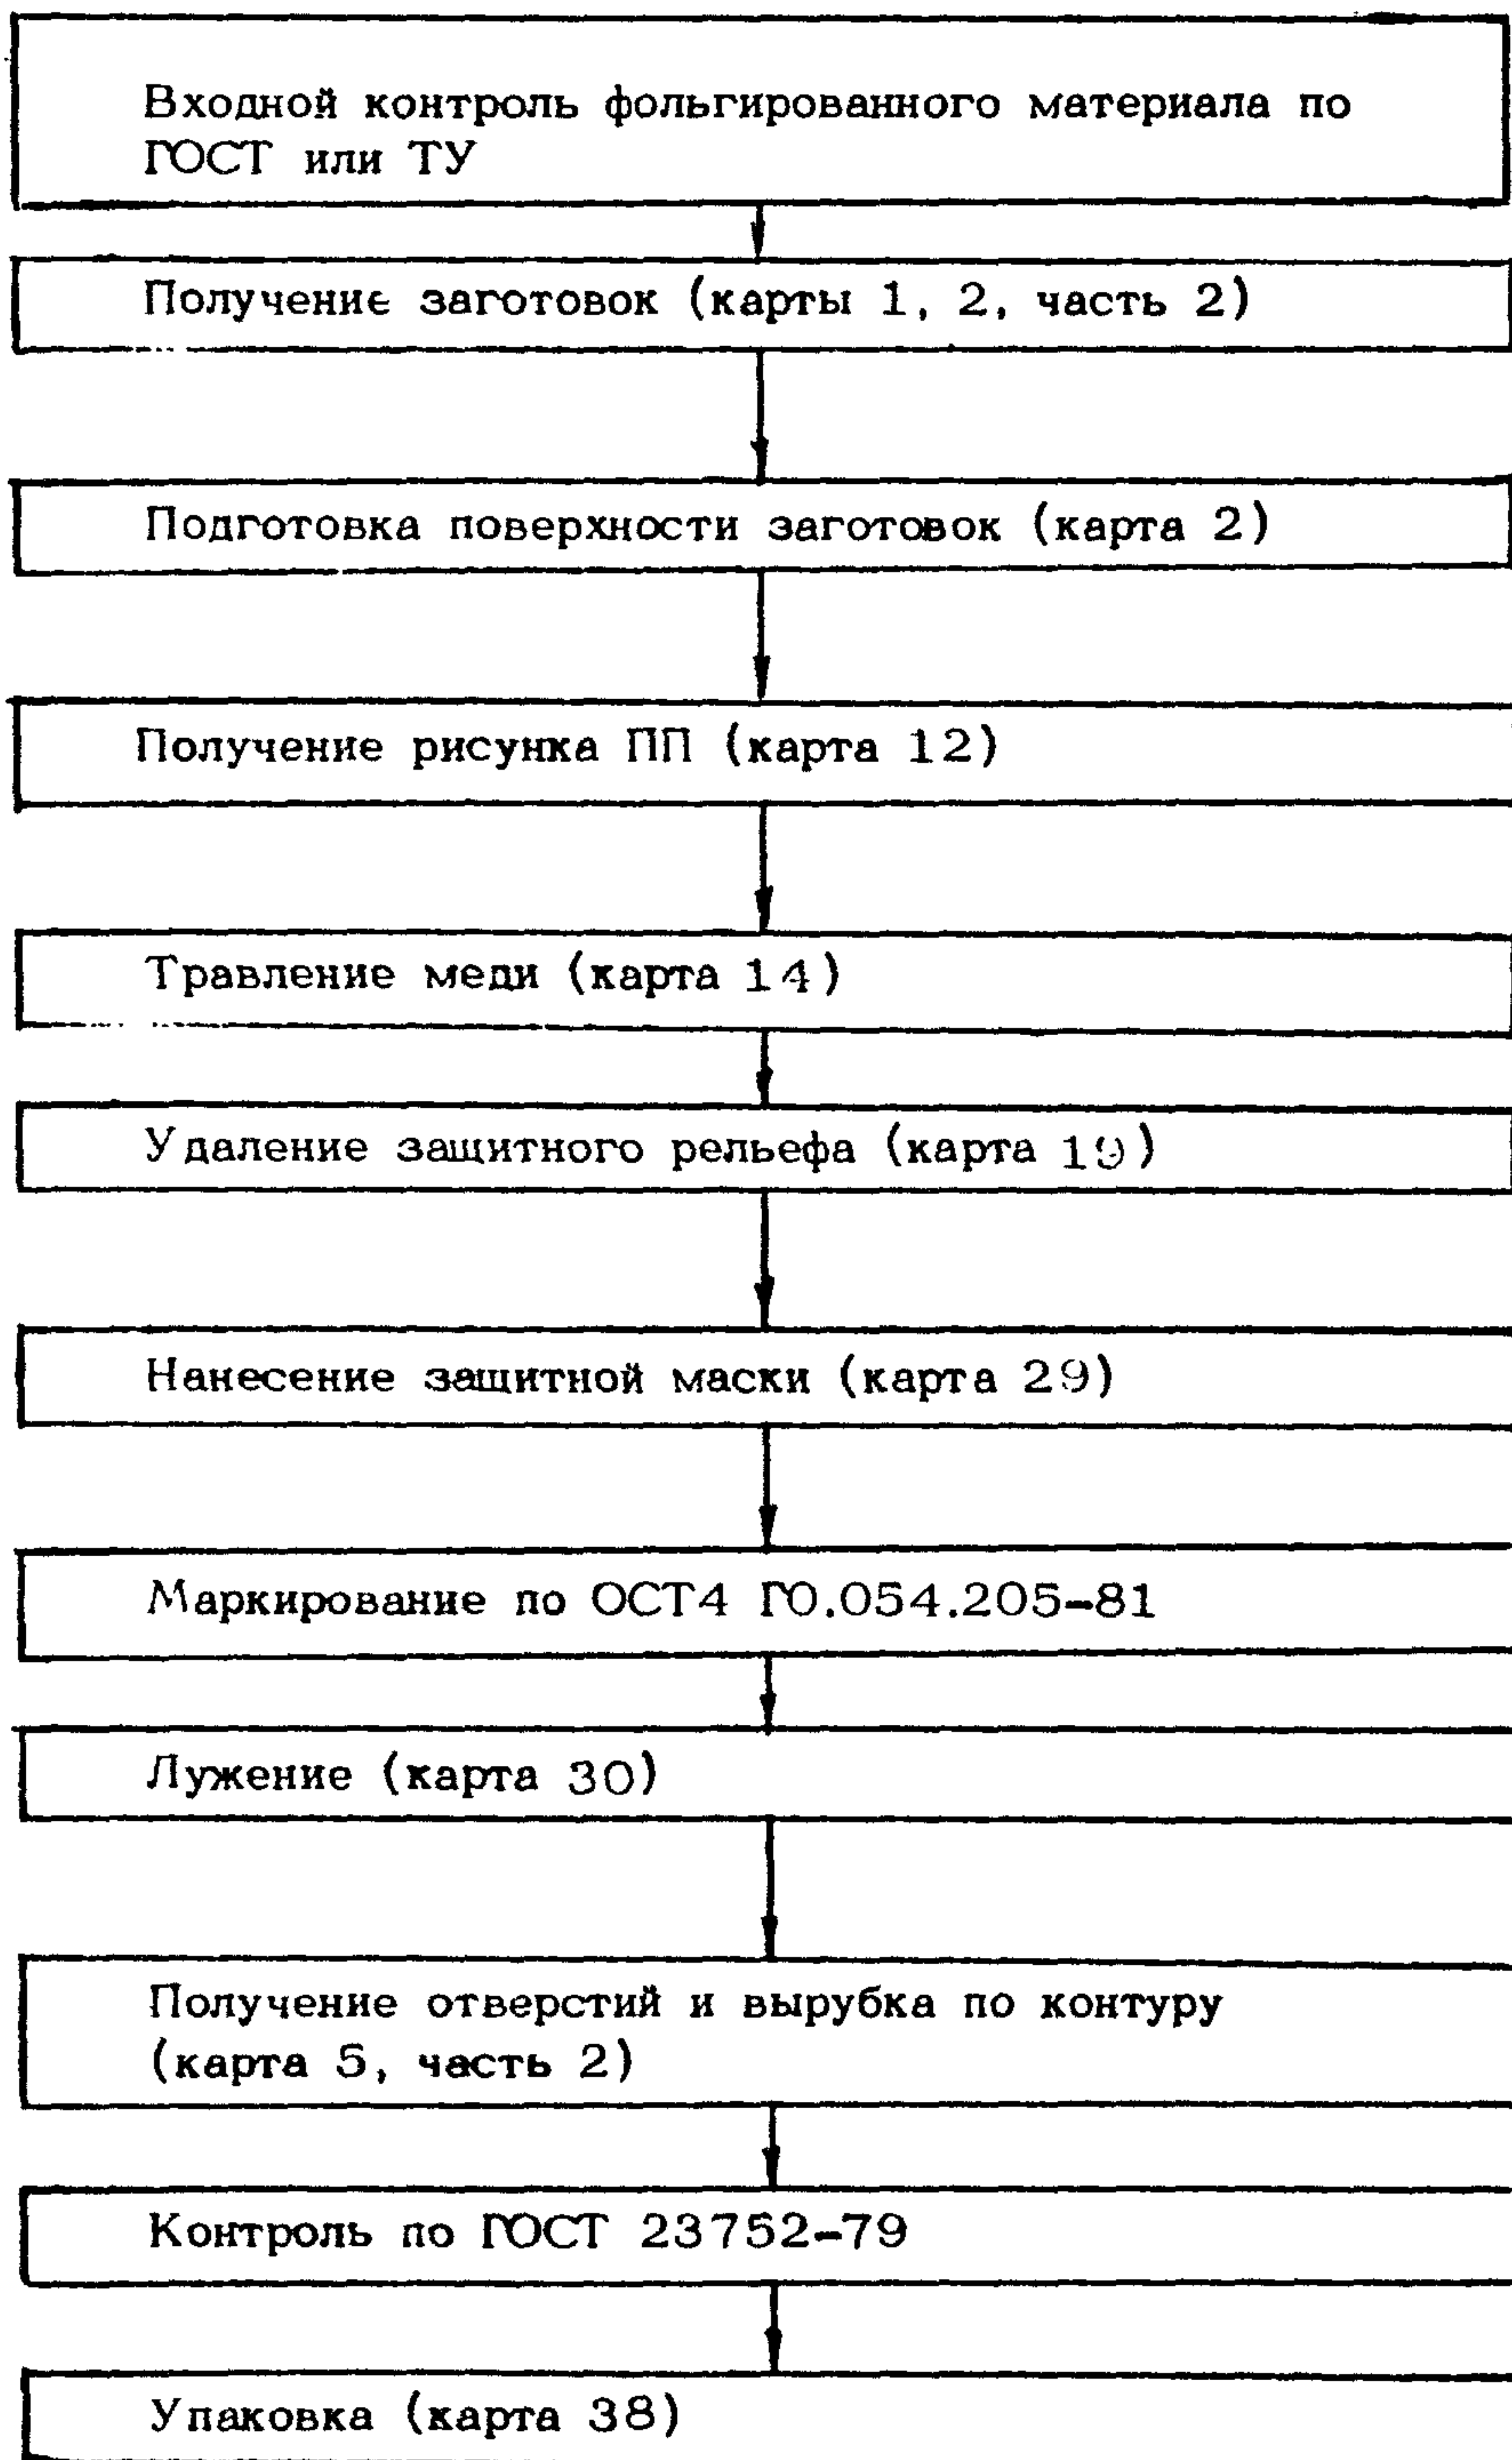 Входной контроль фольгированного материала по
ГОСТ или ТУ
Получение заготовок (карты 1, 2, часть 2)
Подготовка поверхности заготовок (карта 2)
Получение рисунка ПП (карта 12)
Травление меди (карта 14)
Удаление защитного рельефа (карта 19)
Нанесение защитной маски (карта 29)
Маркирование по ОСТ4 ГО.054.205-81
Лужение (карта 30)
Получение отверстий и вырубка по контуру
(карта 5, часть 2)
Контроль по ГОСТ 23752-79
Упаковка (карта 38)